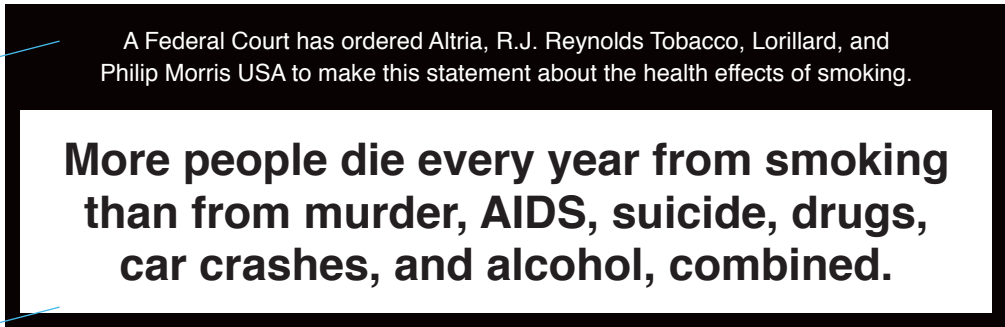 A Federal Court has ordered Altria, R.J. Reynolds Tobacco, Lorillard, and
Philip Morris USA to make this statement about the health effects of smoking.
More people die every year from smoking
than from murder, AIDS, suicide, drugs,
car crashes, and alcohol, combined.